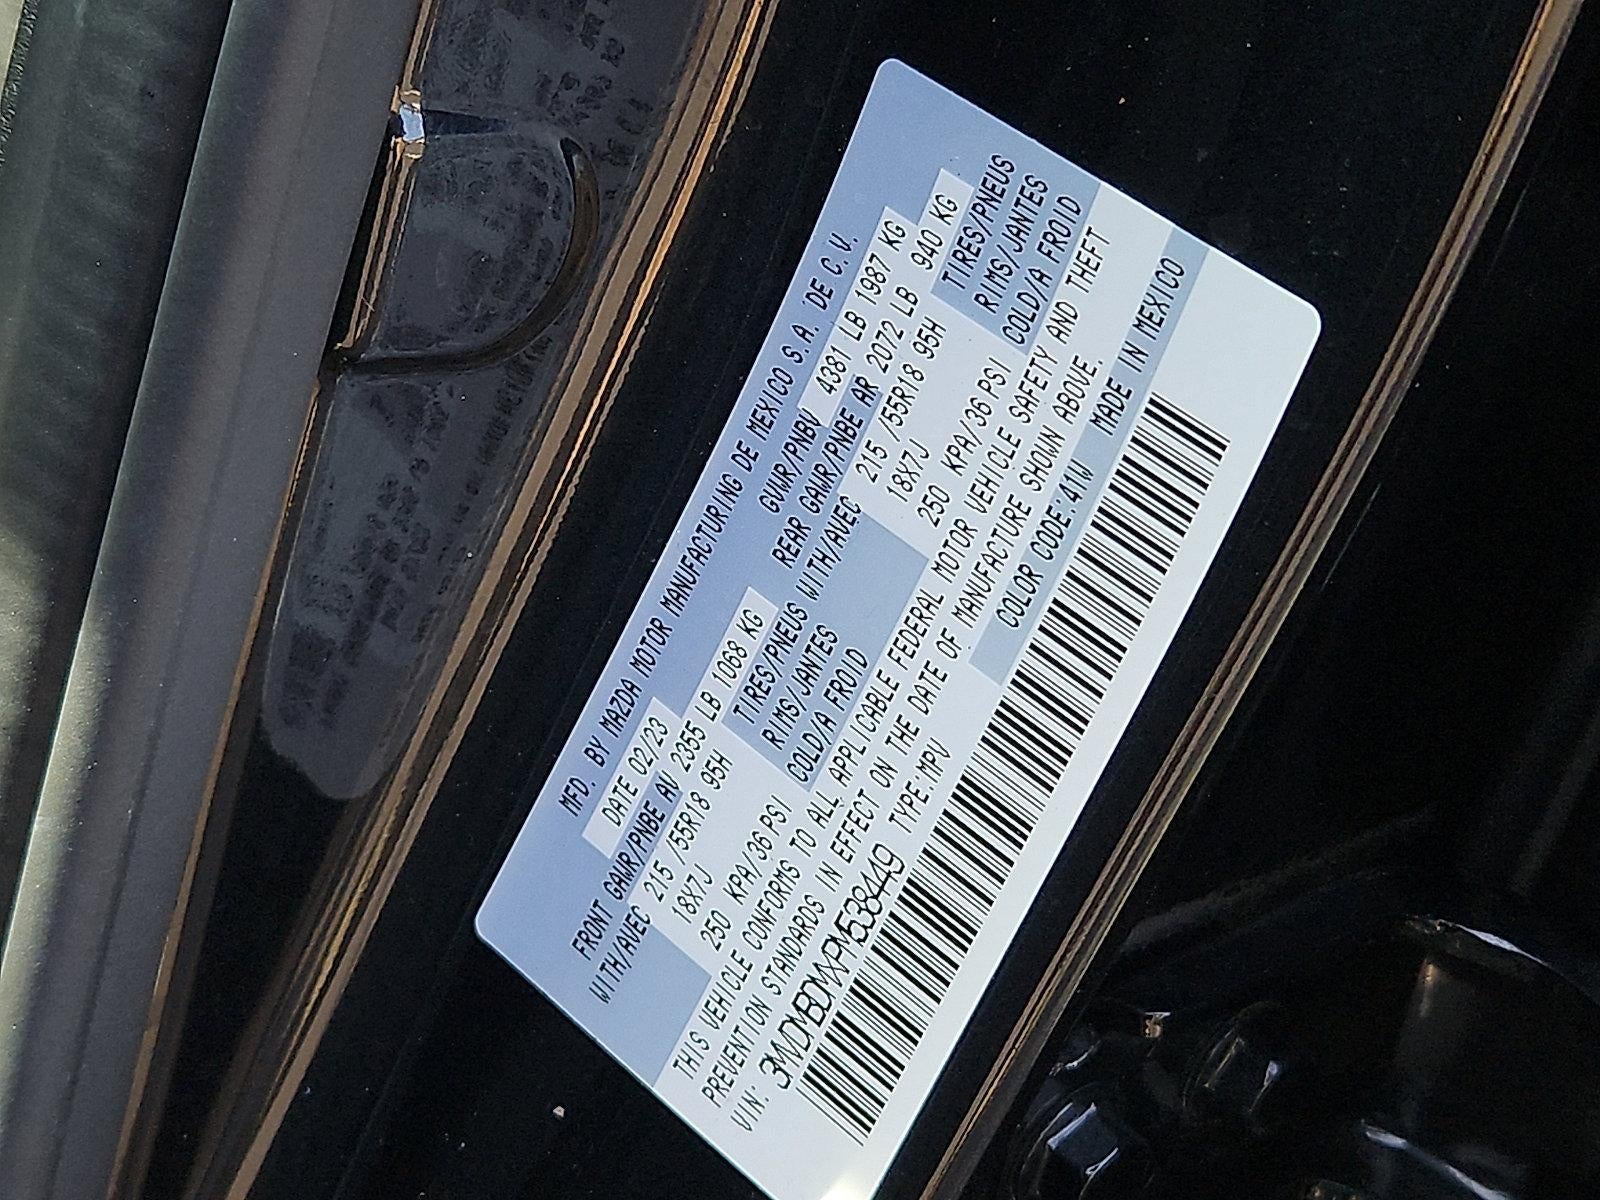 MFD. BY MAZDA MOTOR MANUFACTURING DE MEXICO S.A. DE C.V.
DATE 02/23 GVWR/PNBV 4381 LB 1987 KG
FRONT GAWR/PNBE AV 2355 LB 1068 KG REAR GAWR/PNBE AR 2072 LB 940 KG
WITH/AVEC 215 /55R18 95H TIRES/PNEUS WITH/AVEC 215 /55R18 95H TIRES/PNEUS
18X7J RIMS/JANTES 18X7J RIMS/JANTES
250 KPA/36 PSI COLD/A FROID 250 KPA/36 PSI COLD/A FROID
THIS VEHICLE CONFORMS TO ALL APPLICABLE FEDERAL MOTOR VEHICLE SAFETY AND THEFT
PREVENTION STANDARDS IN EFFECT ON THE DATE OF MANUFACTURE SHOWN ABOVE.
VIN: 3MVDMBDMXPM538449 TYPE:MPV COLOR CODE:41W MADE IN MEXICO